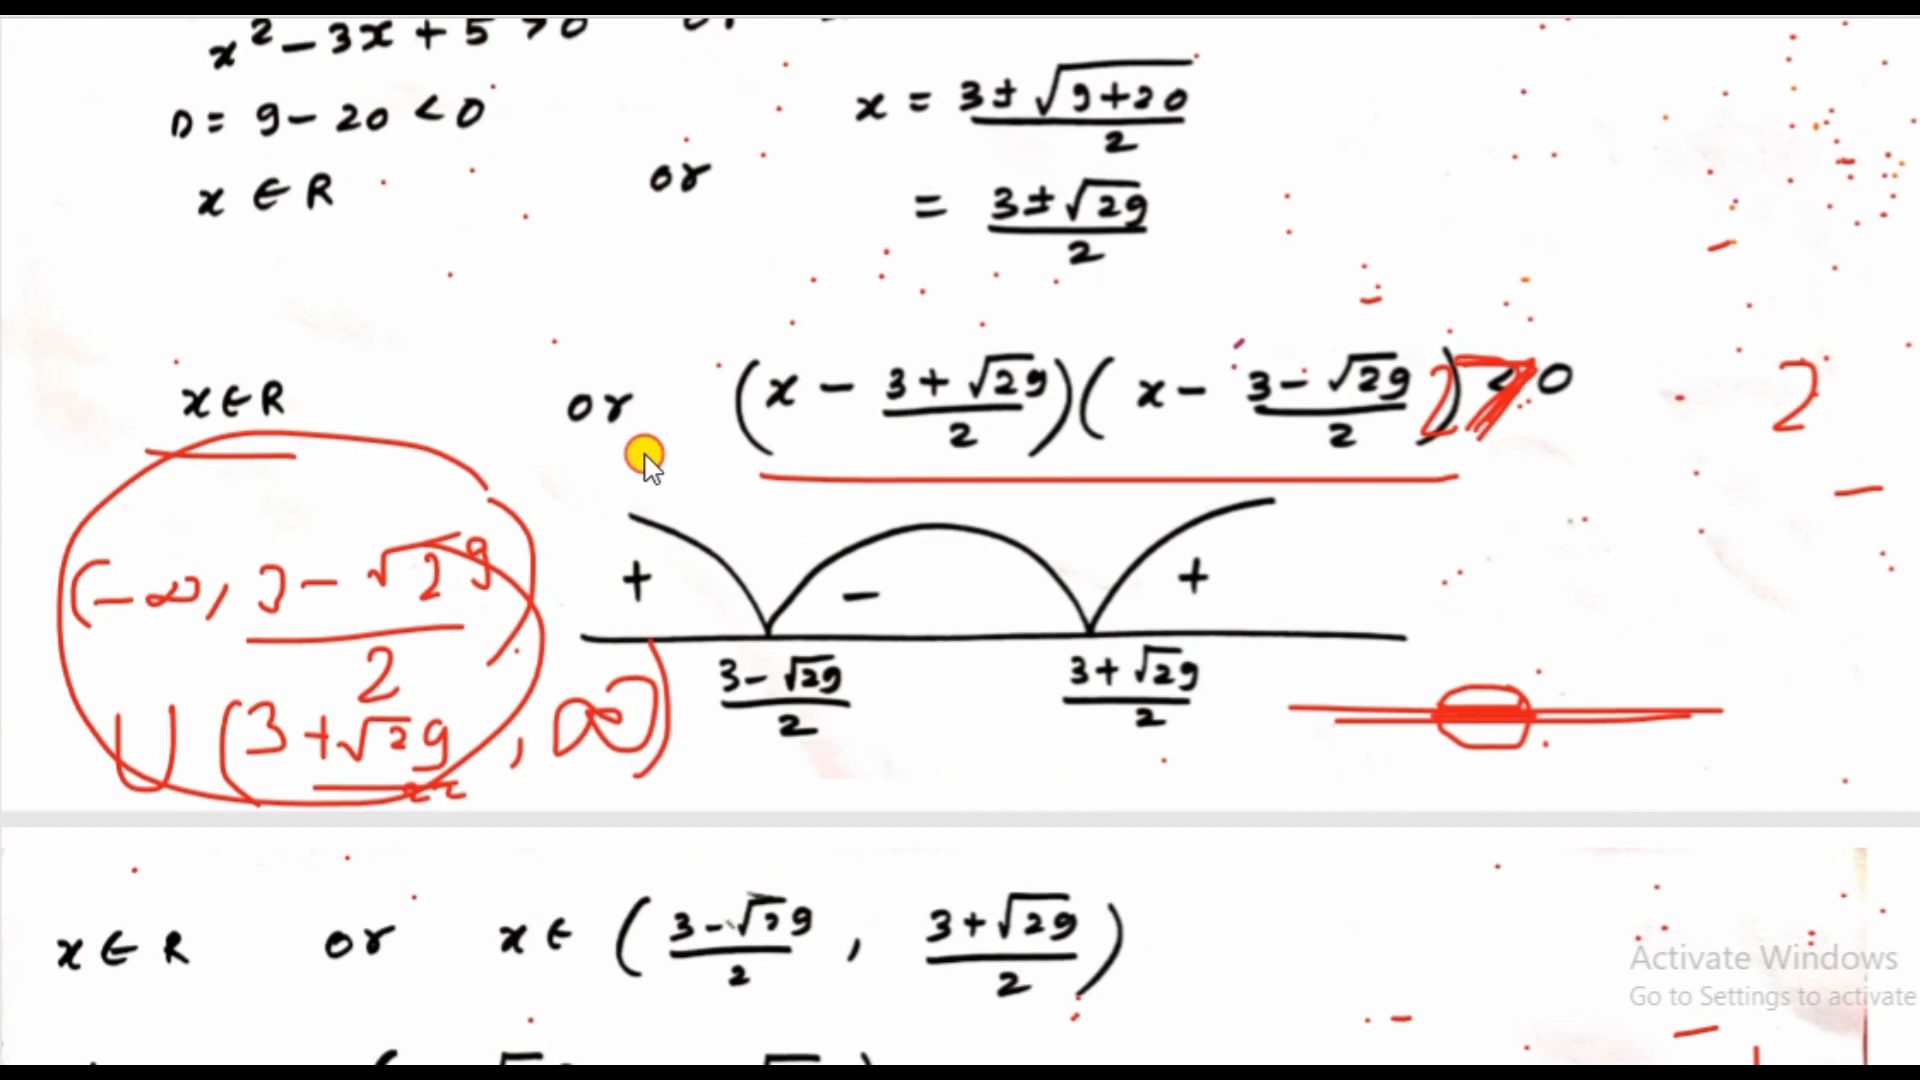 x² - 3x + 5 > 0 or
D = 9 - 20 < 0
x = 3 ± √9+20 / 2
x ∈ R or
= 3 ± √29 / 2
x ∈ R or (x - 3 + √29 / 2)(x - 3 - √29 / 2) < 0
2
(-∞, 3 - √29 / 2)
∪ (3 + √29 / 2, ∞)
+ - +
3 - √29 / 2 3 + √29 / 2
x ∈ R or x ∈ (3 - √29 / 2, 3 + √29 / 2)
Activate Windows
Go to Settings to activate